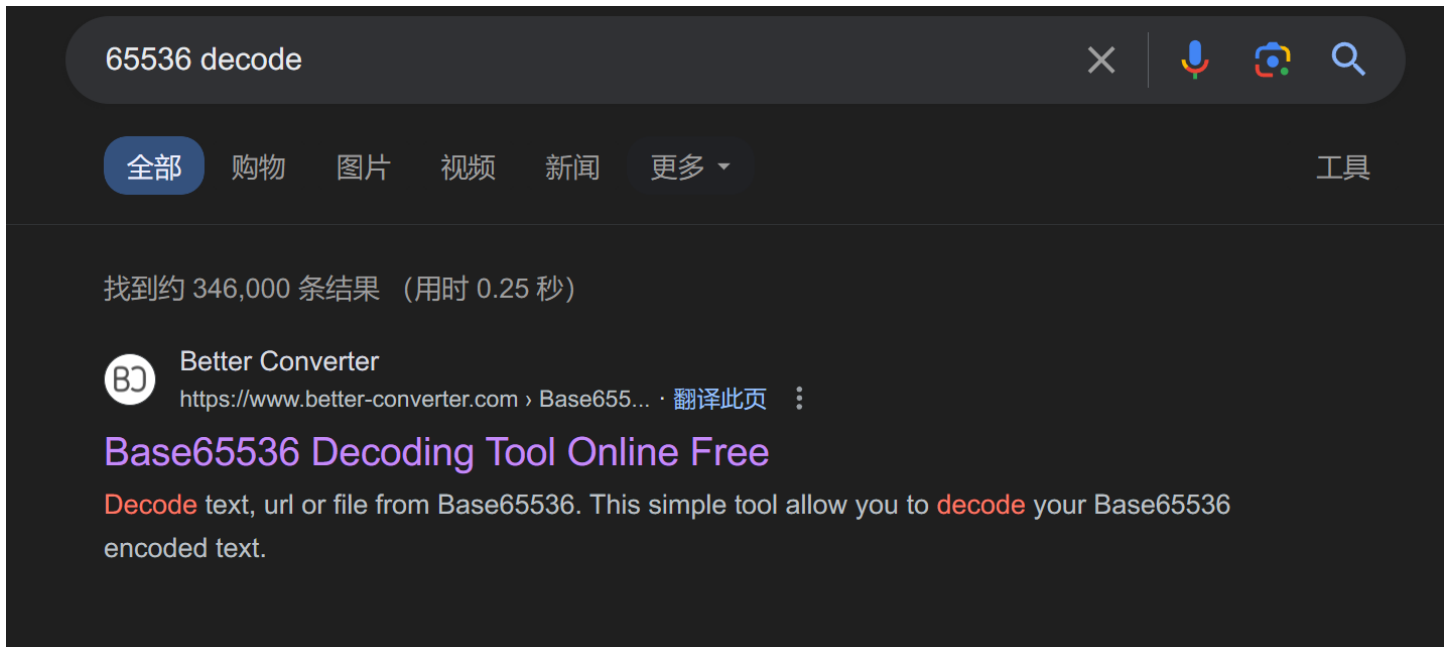 65536 decode
全部 购物 图片 视频 新闻 更多 工具
找到约 346,000 条结果 （用时 0.25 秒）
Better Converter
https://www.better-converter.com › Base655... · 翻译此页
Base65536 Decoding Tool Online Free
Decode text, url or file from Base65536. This simple tool allow you to decode your Base65536
encoded text.